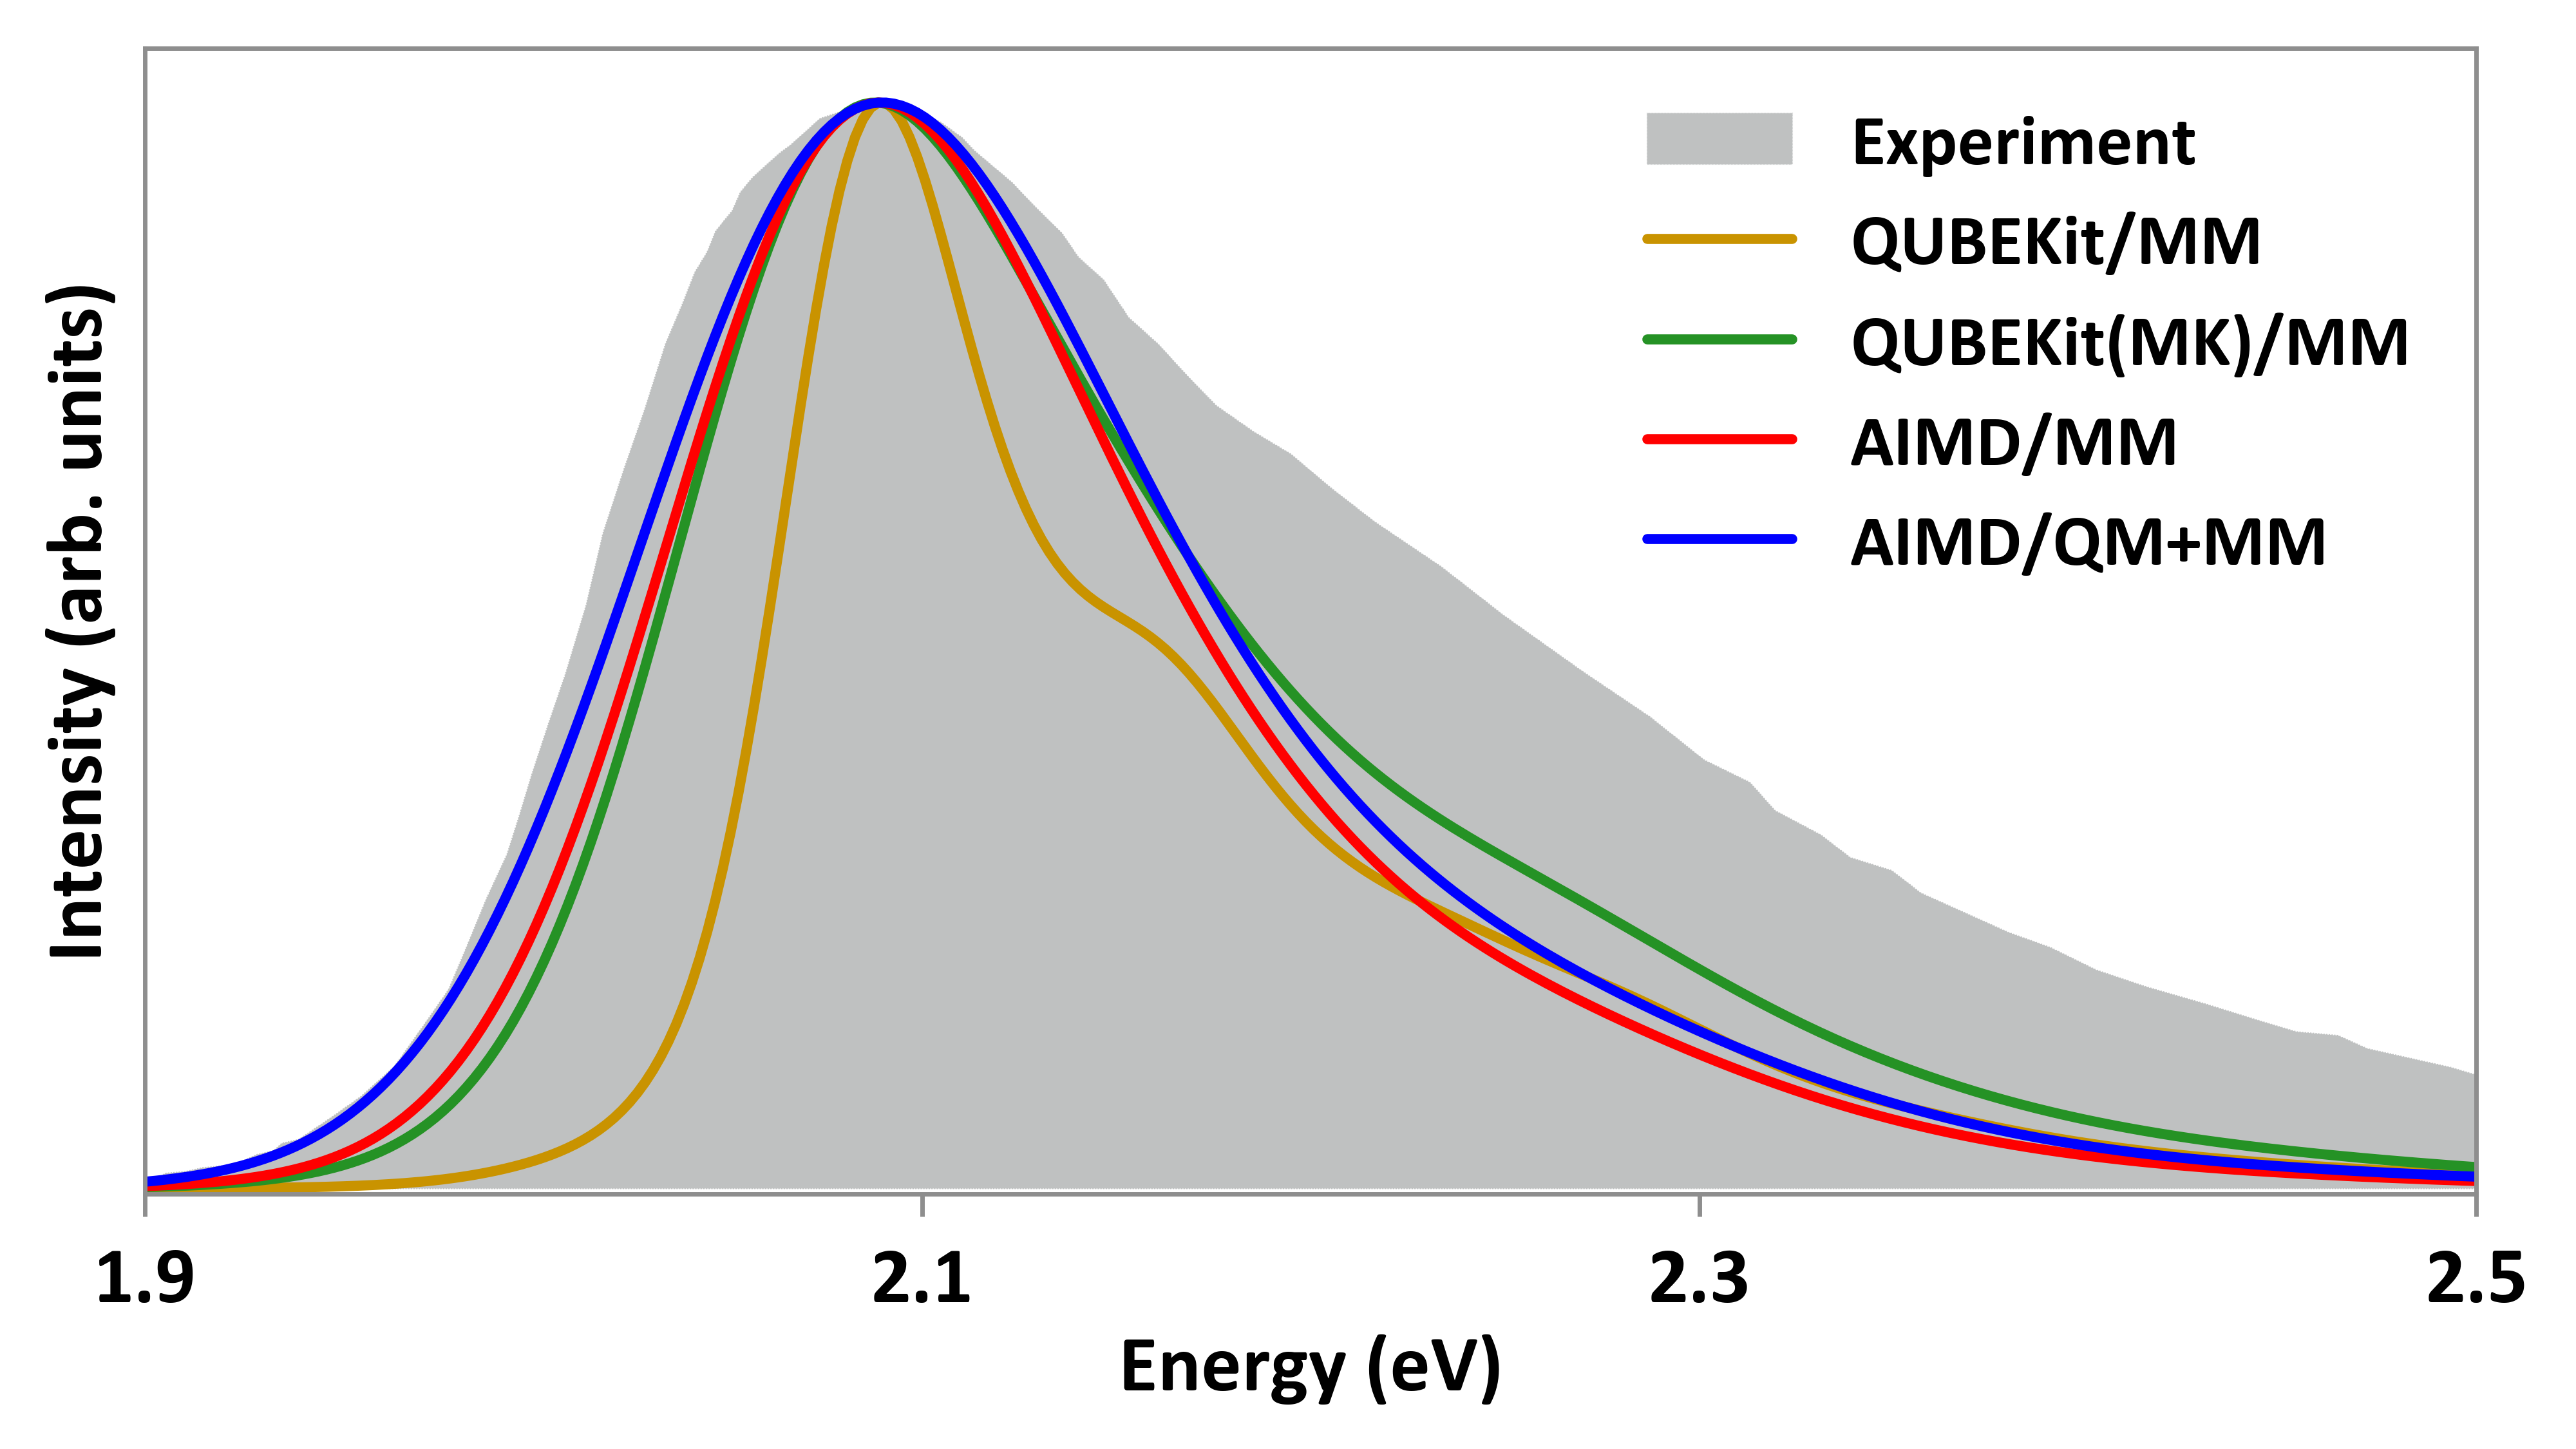 Experiment
QUBEKit/MM
QUBEKit(MK)/MM
AIMD/MM
AIMD/QM+MM
Intensity (arb. units)
1.9 2.1 2.3 2.5
Energy (eV)